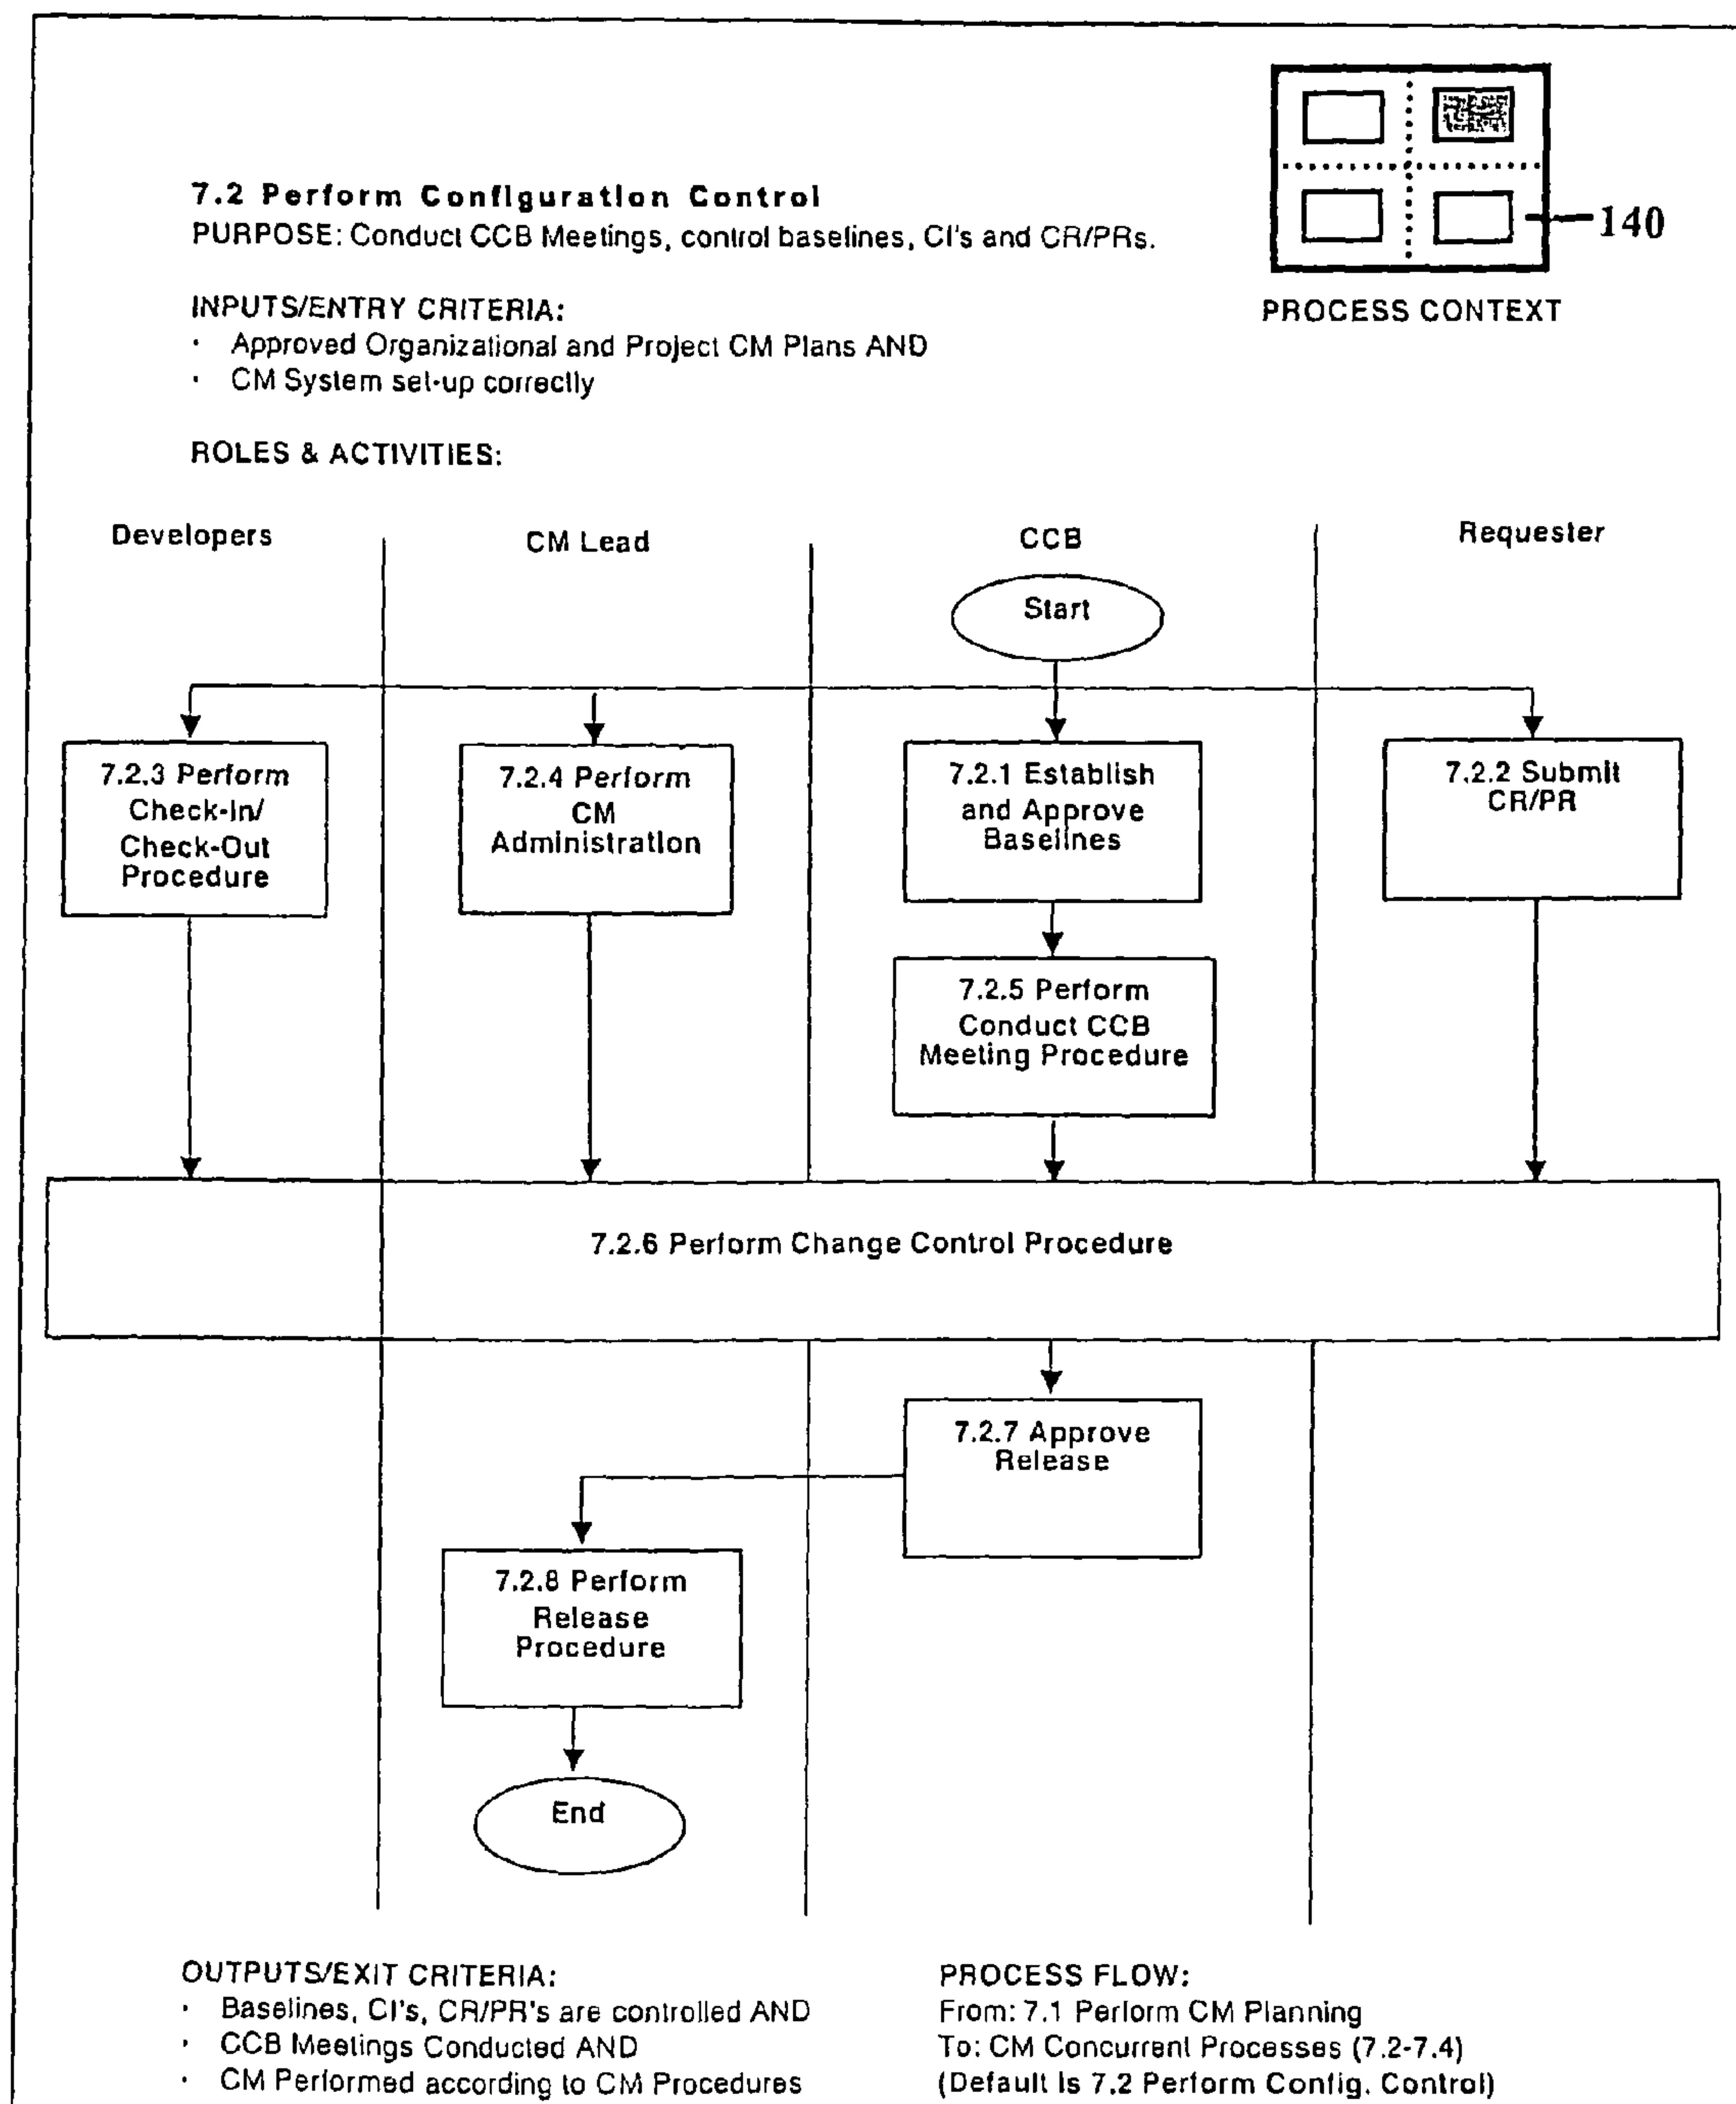 7.2 Perform Configuration Control
PURPOSE: Conduct CCB Meetings, control baselines, CI's and CR/PRs.
140
PROCESS CONTEXT
INPUTS/ENTRY CRITERIA:
· Approved Organizational and Project CM Plans AND
· CM System set-up correctly
ROLES & ACTIVITIES:
Developers
CM Lead
CCB
Requester
Start
7.2.3 Perform
Check-In/
Check-Out
Procedure
7.2.4 Perform
CM
Administration
7.2.1 Establish
and Approve
Baselines
7.2.2 Submit
CR/PR
7.2.5 Perform
Conduct CCB
Meeting Procedure
7.2.6 Perform Change Control Procedure
7.2.7 Approve
Release
7.2.8 Perform
Release
Procedure
End
OUTPUTS/EXIT CRITERIA:
· Baselines, CI's, CR/PR's are controlled AND
· CCB Meetings Conducted AND
· CM Performed according to CM Procedures
PROCESS FLOW:
From: 7.1 Perform CM Planning
To: CM Concurrent Processes (7.2-7.4)
(Default is 7.2 Perform Config. Control)